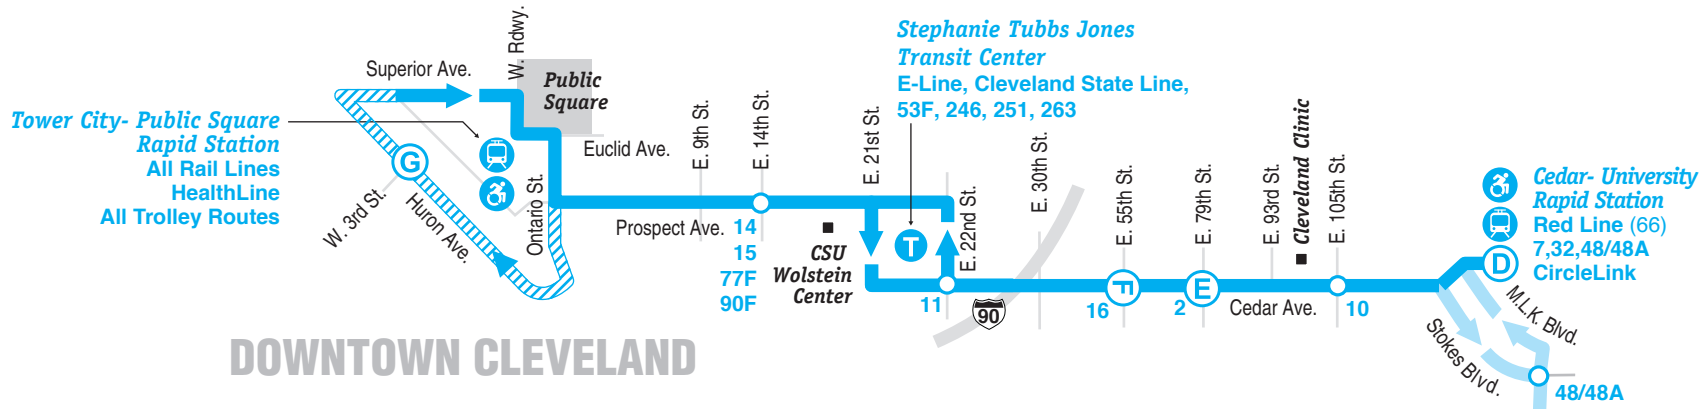 Superior Ave.
W. Rdwy.
Public
Square
Tower City- Public Square
Rapid Station
All Rail Lines
HealthLine
All Trolley Routes
G
W. 3rd St.
Huron Ave.
Ontario St.
Euclid Ave.
E. 9th St.
E. 14th St.
Prospect Ave.
14
15
77F
90F
CSU
Wolstein
Center
E. 21st St.
Stephanie Tubbs Jones
Transit Center
E-Line, Cleveland State Line,
53F, 246, 251, 263
T
E. 22nd St.
11
90
E. 30th St.
E. 55th St.
F
16
E. 79th St.
E
2
Cedar Ave.
E. 93rd St.
Cleveland Clinic
E. 105th St.
10
Cedar- University
Rapid Station
Red Line (66)
7,32,48/48A
CircleLink
D
M.L.K. Blvd.
Stokes Blvd.
48/48A
DOWNTOWN CLEVELAND